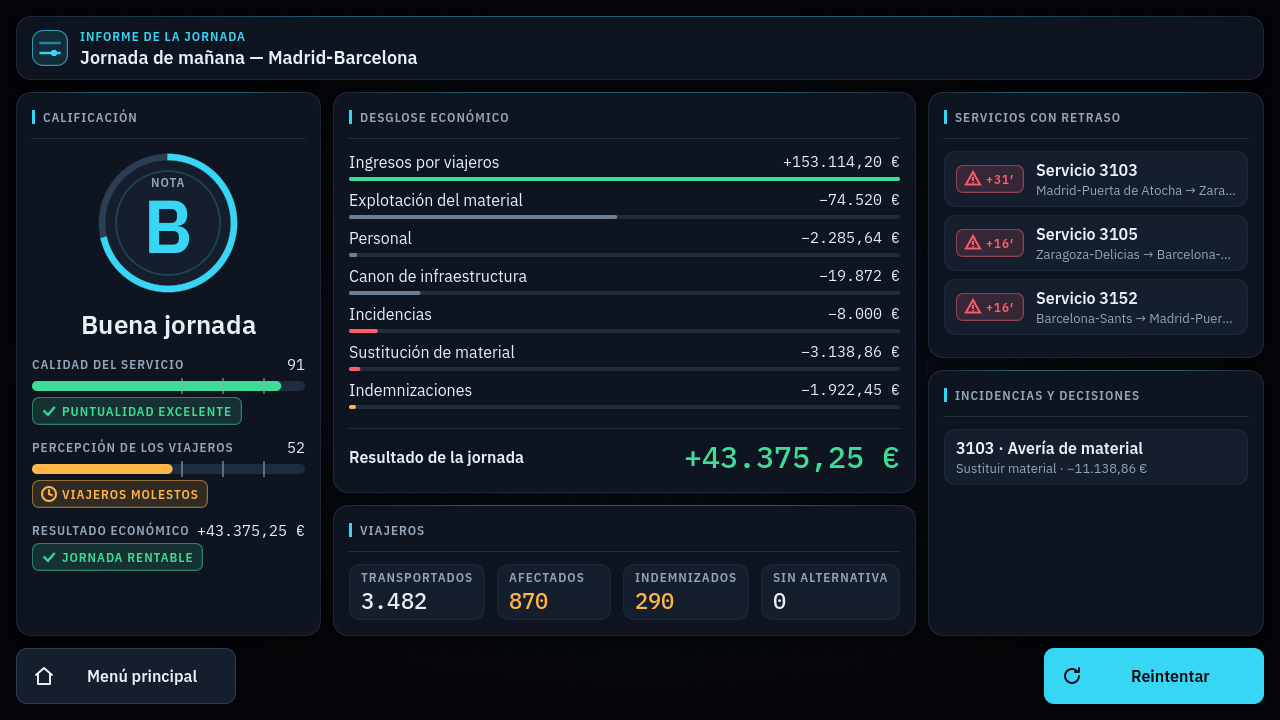 INFORME DE LA JORNADA
Jornada de mañana — Madrid-Barcelona
CALIFICACIÓN
NOTA
B
Buena jornada
CALIDAD DEL SERVICIO 91
PUNTUALIDAD EXCELENTE
PERCEPCIÓN DE LOS VIAJEROS 52
VIAJEROS MOLESTOS
RESULTADO ECONÓMICO +43.375,25 €
JORNADA RENTABLE
DESGLOSE ECONÓMICO
Ingresos por viajeros +153.114,20 €
Explotación del material −74.520 €
Personal −2.285,64 €
Canon de infraestructura −19.872 €
Incidencias −8.000 €
Sustitución de material −3.138,86 €
Indemnizaciones −1.922,45 €
Resultado de la jornada +43.375,25 €
VIAJEROS
TRANSPORTADOS
3.482
AFECTADOS
870
INDEMNIZADOS
290
SIN ALTERNATIVA
0
SERVICIOS CON RETRASO
+31′
Servicio 3103
Madrid-Puerta de Atocha → Zara…
+16′
Servicio 3105
Zaragoza-Delicias → Barcelona-…
+16′
Servicio 3152
Barcelona-Sants → Madrid-Puer…
INCIDENCIAS Y DECISIONES
3103 · Avería de material
Sustituir material · −11.138,86 €
Menú principal
Reintentar